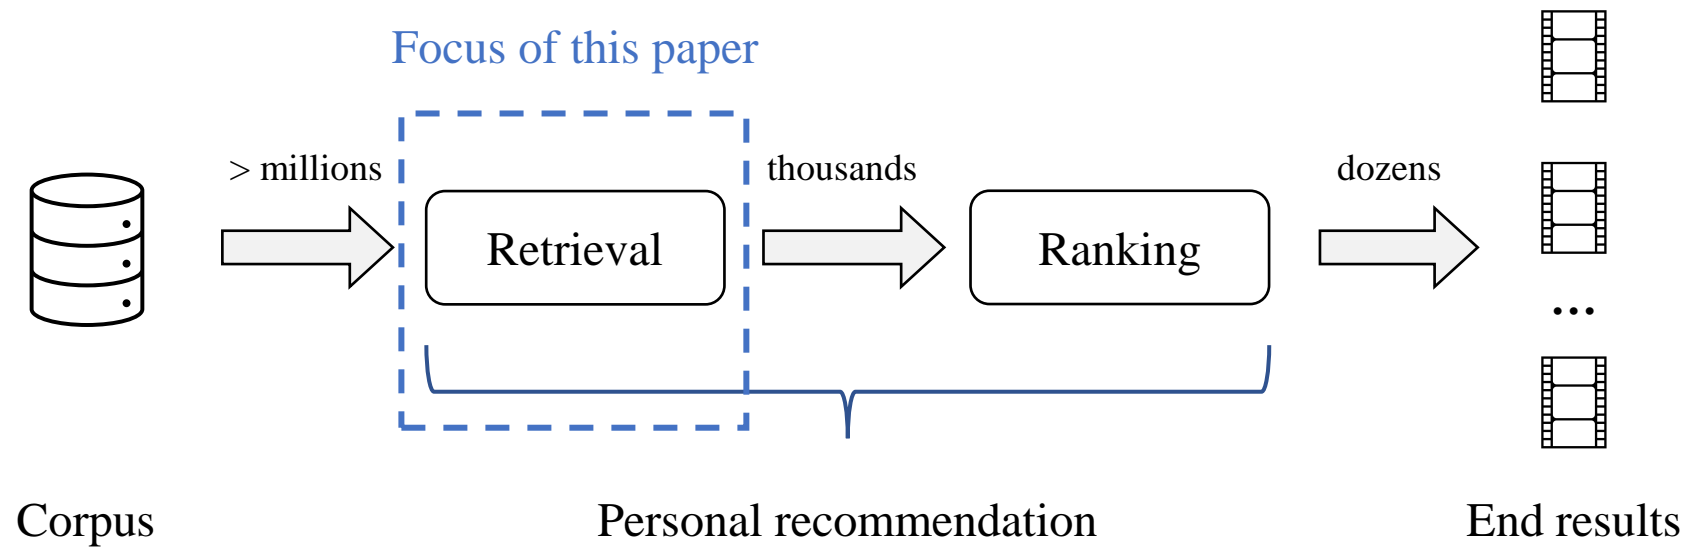 Focus of this paper
> millions
thousands
dozens
Retrieval
Ranking
...
Corpus
Personal recommendation
End results